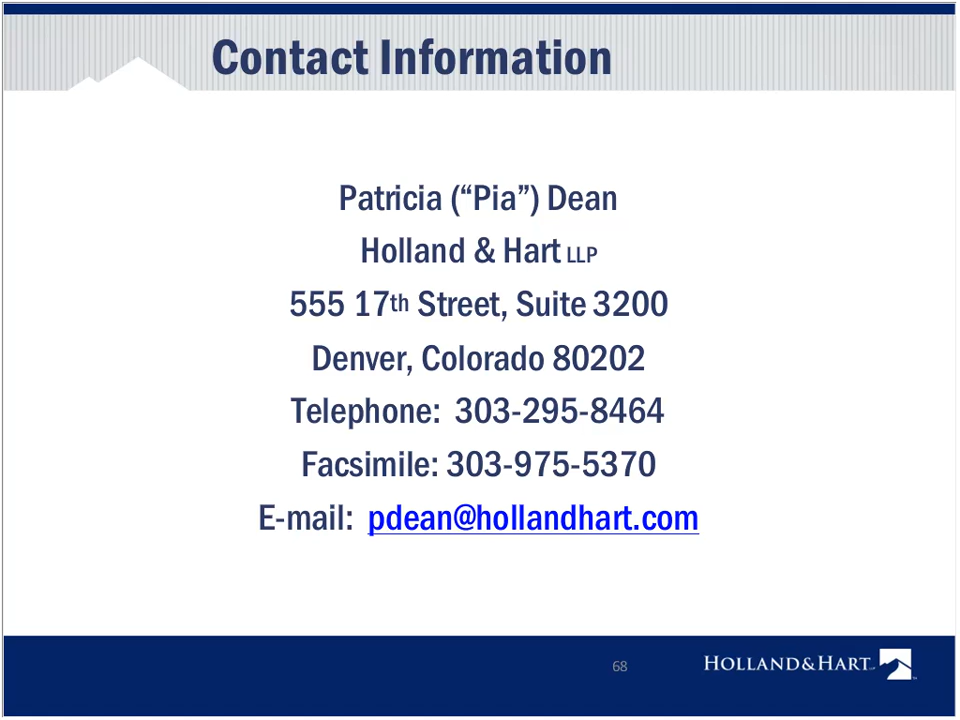 Contact Information
Patricia (“Pia”) Dean
Holland & Hart LLP
555 17th Street, Suite 3200
Denver, Colorado 80202
Telephone:  303-295-8464
Facsimile: 303-975-5370
E-mail:  pdean@hollandhart.com
68
HOLLAND&HART